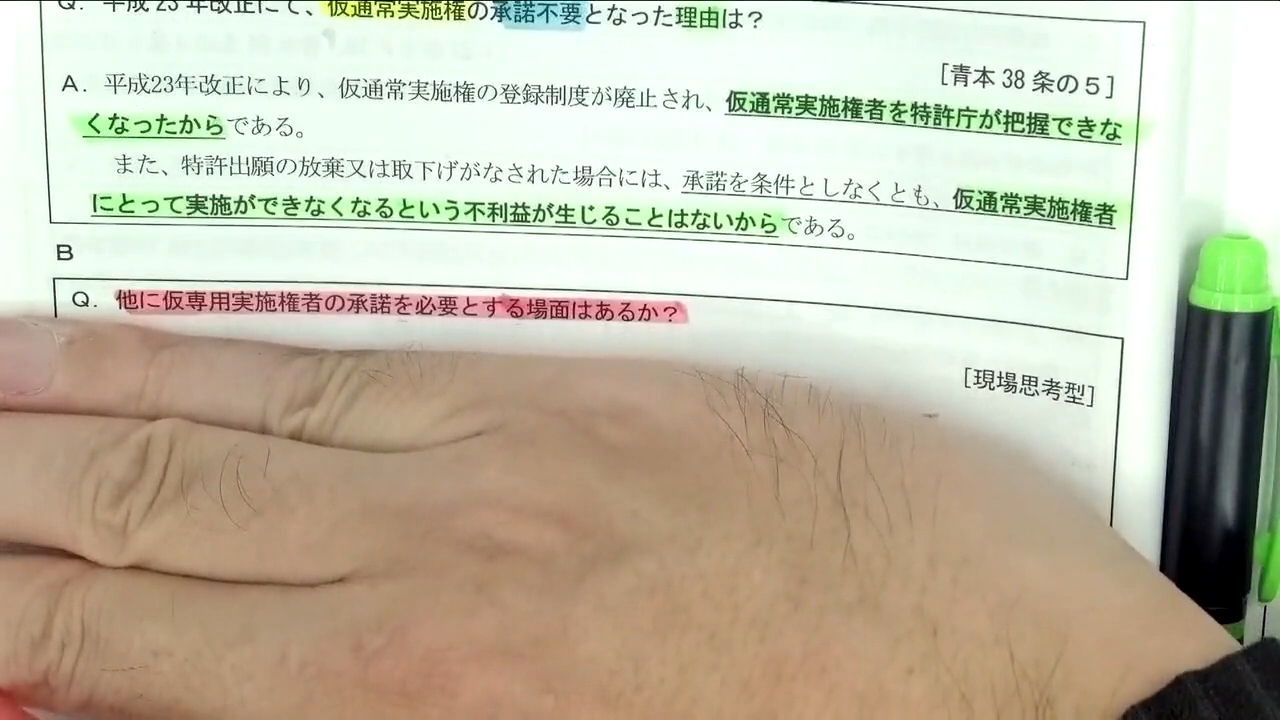 Q．平成 23 年改正にて、仮通常実施権の承諾不要となった理由は？
［青本 38 条の５］
A．平成23年改正により、仮通常実施権の登録制度が廃止され、仮通常実施権者を特許庁が把握できな
くなったからである。
また、特許出願の放棄又は取下げがなされた場合には、承諾を条件としなくとも、仮通常実施権者
にとって実施ができなくなるという不利益が生じることはないからである。
B
Q．他に仮専用実施権者の承諾を必要とする場面はあるか？
［現場思考型］